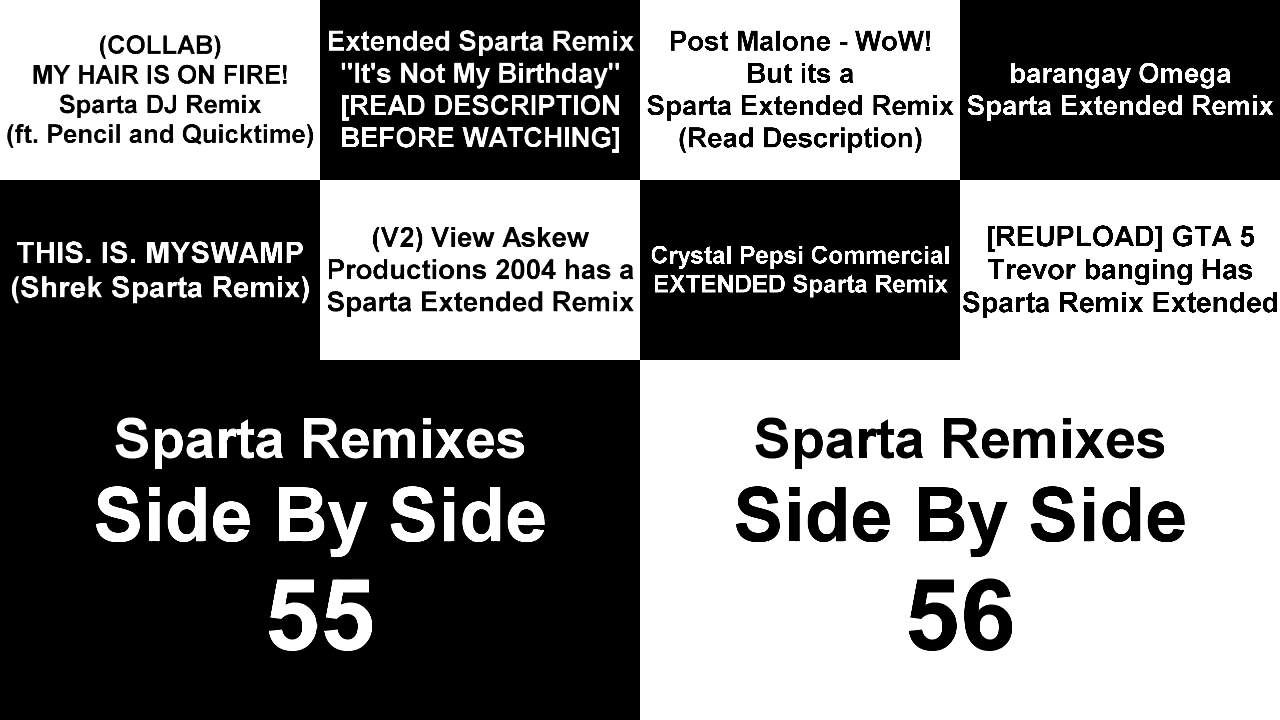 (COLLAB)
MY HAIR IS ON FIRE!
Sparta DJ Remix
(ft. Pencil and Quicktime)
Extended Sparta Remix
"It's Not My Birthday"
[READ DESCRIPTION
BEFORE WATCHING]
Post Malone - WoW!
But its a
Sparta Extended Remix
(Read Description)
barangay Omega
Sparta Extended Remix
THIS. IS. MYSWAMP
(Shrek Sparta Remix)
(V2) View Askew
Productions 2004 has a
Sparta Extended Remix
Crystal Pepsi Commercial
EXTENDED Sparta Remix
[REUPLOAD] GTA 5
Trevor banging Has
Sparta Remix Extended
Sparta Remixes
Side By Side
55
Sparta Remixes
Side By Side
56